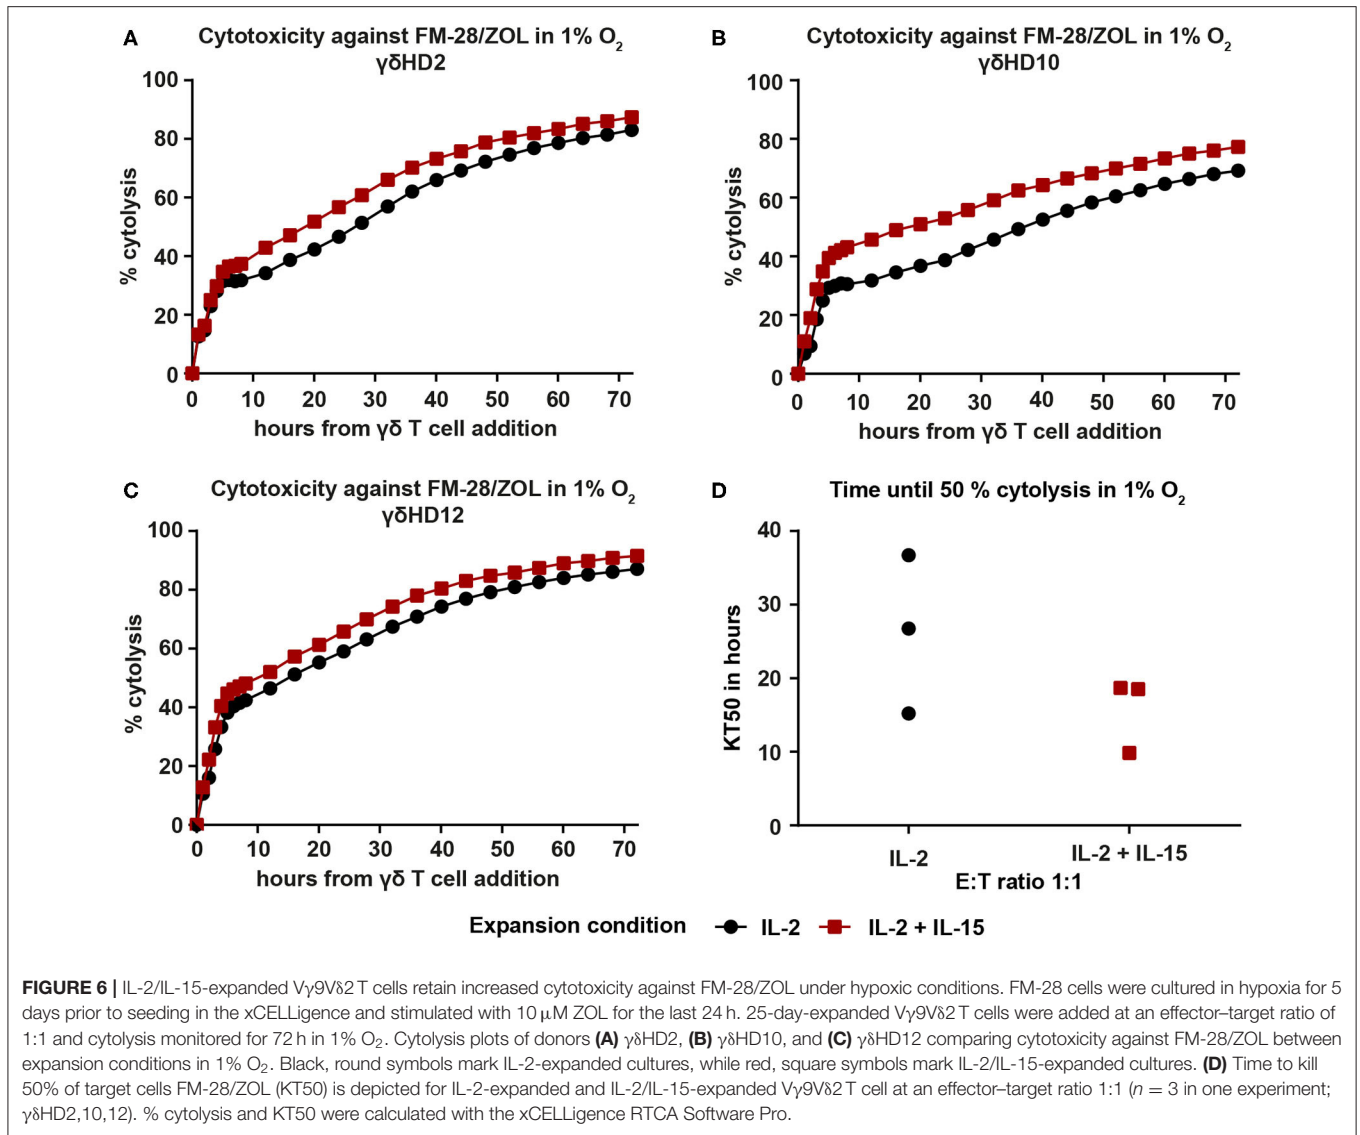 A
Cytotoxicity against FM-28/ZOL in 1% O₂
γδHD2
100
80
60
40
20
0
% cytolysis
0 10 20 30 40 50 60 70
hours from γδ T cell addition
B
Cytotoxicity against FM-28/ZOL in 1% O₂
γδHD10
100
80
60
40
20
0
% cytolysis
0 10 20 30 40 50 60 70
hours from γδ T cell addition
C
Cytotoxicity against FM-28/ZOL in 1% O₂
γδHD12
100
80
60
40
20
0
% cytolysis
0 10 20 30 40 50 60 70
hours from γδ T cell addition
D
Time until 50 % cytolysis in 1% O₂
40
30
20
10
0
KT50 in hours
IL-2 IL-2 + IL-15
E:T ratio 1:1
Expansion condition IL-2 IL-2 + IL-15
FIGURE 6 | IL-2/IL-15-expanded Vγ9Vδ2 T cells retain increased cytotoxicity against FM-28/ZOL under hypoxic conditions. FM-28 cells were cultured in hypoxia for 5
days prior to seeding in the xCELLigence and stimulated with 10 μM ZOL for the last 24 h. 25-day-expanded Vγ9Vδ2 T cells were added at an effector–target ratio of
1:1 and cytolysis monitored for 72 h in 1% O₂. Cytolysis plots of donors (A) γδHD2, (B) γδHD10, and (C) γδHD12 comparing cytotoxicity against FM-28/ZOL between
expansion conditions in 1% O₂. Black, round symbols mark IL-2-expanded cultures, while red, square symbols mark IL-2/IL-15-expanded cultures. (D) Time to kill
50% of target cells FM-28/ZOL (KT50) is depicted for IL-2-expanded and IL-2/IL-15-expanded Vγ9Vδ2 T cell at an effector–target ratio 1:1 (n = 3 in one experiment;
γδHD2,10,12). % cytolysis and KT50 were calculated with the xCELLigence RTCA Software Pro.